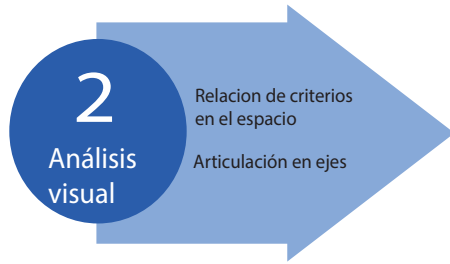 2
Análisis
visual
Relacion de criterios
en el espacio
Articulación en ejes